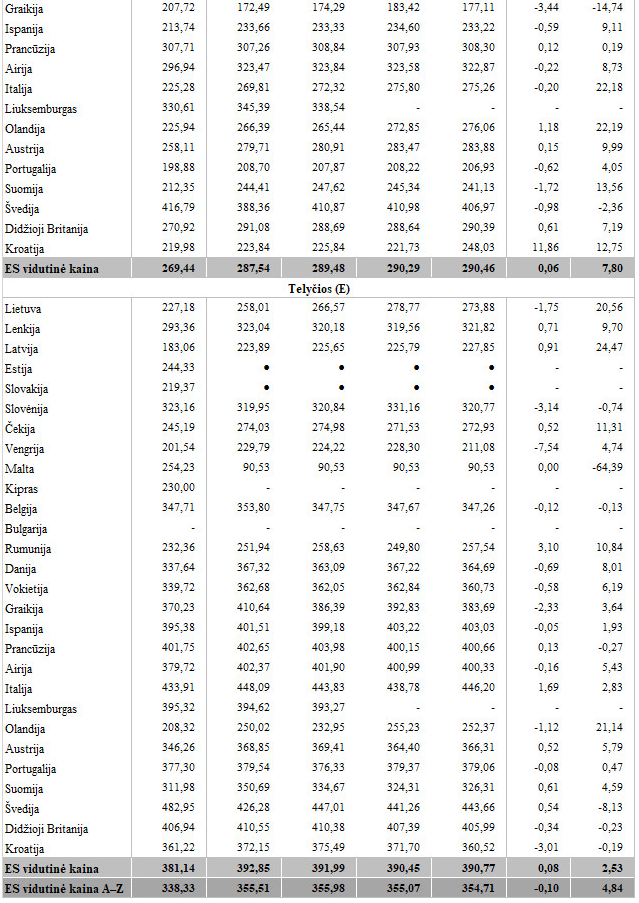 Graikija 207,72 172,49 174,29 183,42 177,11 -3,44 -14,74
Ispanija 213,74 233,66 233,33 234,60 233,22 -0,59 9,11
Prancūzija 307,71 307,26 308,84 307,93 308,30 0,12 0,19
Airija 296,94 323,47 323,84 323,58 322,87 -0,22 8,73
Italija 225,28 269,81 272,32 275,80 275,26 -0,20 22,18
Liuksemburgas 330,61 345,39 338,54 - - - -
Olandija 225,94 266,39 265,44 272,85 276,06 1,18 22,19
Austrija 258,11 279,71 280,91 283,47 283,88 0,15 9,99
Portugalija 198,88 208,70 207,87 208,22 206,93 -0,62 4,05
Suomija 212,35 244,41 247,62 245,34 241,13 -1,72 13,56
Švedija 416,79 388,36 410,87 410,98 406,97 -0,98 -2,36
Didžioji Britanija 270,92 291,08 288,69 288,64 290,39 0,61 7,19
Kroatija 219,98 223,84 225,84 221,73 248,03 11,86 12,75
ES vidutinė kaina 269,44 287,54 289,48 290,29 290,46 0,06 7,80
Telyčios (E)
Lietuva 227,18 258,01 266,57 278,77 273,88 -1,75 20,56
Lenkija 293,36 323,04 320,18 319,56 321,82 0,71 9,70
Latvija 183,06 223,89 225,65 225,79 227,85 0,91 24,47
Estija 244,33 ● ● ● ● - -
Slovakija 219,37 ● ● ● ● - -
Slovėnija 323,16 319,95 320,84 331,16 320,77 -3,14 -0,74
Čekija 245,19 274,03 274,98 271,53 272,93 0,52 11,31
Vengrija 201,54 229,79 224,22 228,30 211,08 -7,54 4,74
Malta 254,23 90,53 90,53 90,53 90,53 0,00 -64,39
Kipras 230,00 - - - - - -
Belgija 347,71 353,80 347,75 347,67 347,26 -0,12 -0,13
Bulgarija - - - - - - -
Rumunija 232,36 251,94 258,63 249,80 257,54 3,10 10,84
Danija 337,64 367,32 363,09 367,22 364,69 -0,69 8,01
Vokietija 339,72 362,68 362,05 362,84 360,73 -0,58 6,19
Graikija 370,23 410,64 386,39 392,83 383,69 -2,33 3,64
Ispanija 395,38 401,51 399,18 403,22 403,03 -0,05 1,93
Prancūzija 401,75 402,65 403,98 400,15 400,66 0,13 -0,27
Airija 379,72 402,37 401,90 400,99 400,33 -0,16 5,43
Italija 433,91 448,09 443,83 438,78 446,20 1,69 2,83
Liuksemburgas 395,32 394,62 393,27 - - - -
Olandija 208,32 250,02 232,95 255,23 252,37 -1,12 21,14
Austrija 346,26 368,85 369,41 364,40 366,31 0,52 5,79
Portugalija 377,30 379,54 376,33 379,37 379,06 -0,08 0,47
Suomija 311,98 350,69 334,67 324,31 326,31 0,61 4,59
Švedija 482,95 426,28 447,01 441,26 443,66 0,54 -8,13
Didžioji Britanija 406,94 410,55 410,38 407,39 405,99 -0,34 -0,23
Kroatija 361,22 372,15 375,49 371,70 360,52 -3,01 -0,19
ES vidutinė kaina 381,14 392,85 391,99 390,45 390,77 0,08 2,53
ES vidutinė kaina A–Z 338,33 355,51 355,98 355,07 354,71 -0,10 4,84